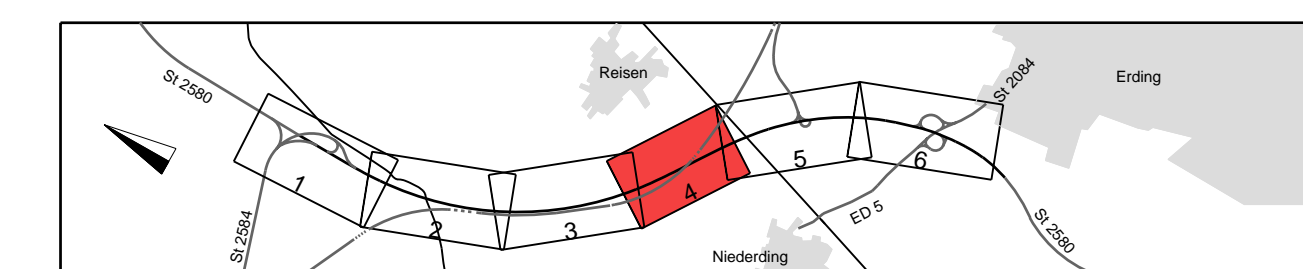 Reisen
Erding
St 2084
St 2580
1
2
3
4
5
6
ED 5
St 2584
St 2580
Niederding